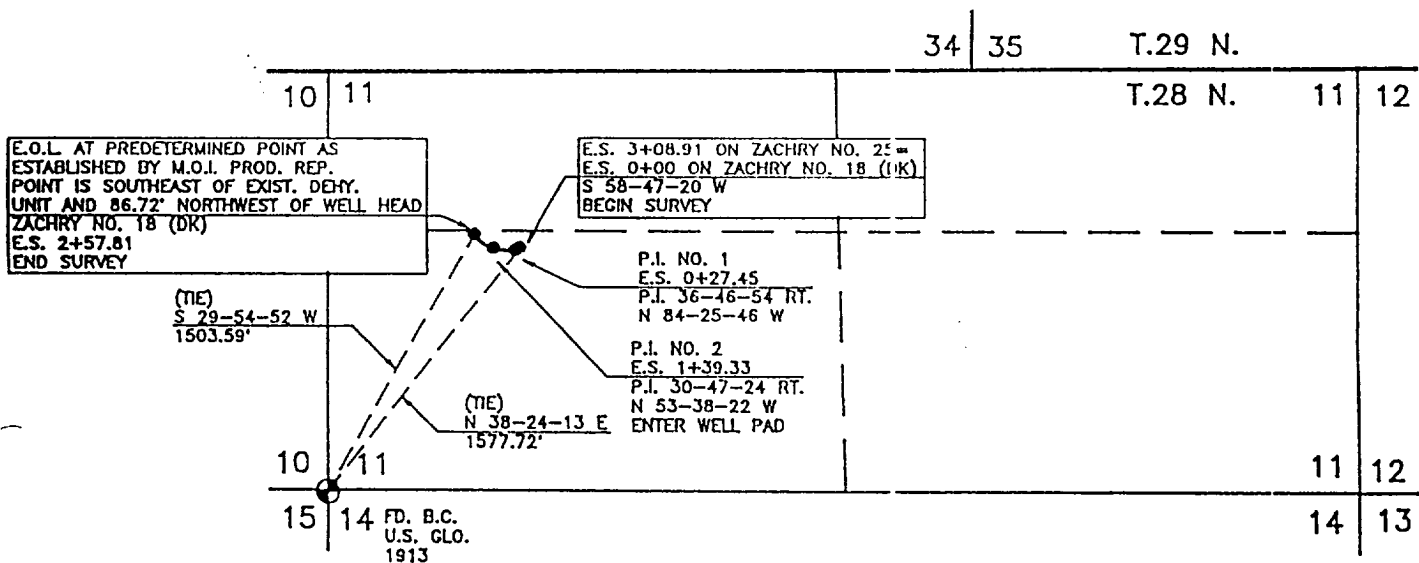 34 35 T.29 N.
10 11 T.28 N. 11 12
E.O.L. AT PREDETERMINED POINT AS
ESTABLISHED BY M.O.I. PROD. REP.
POINT IS SOUTHEAST OF EXIST. DEHY.
UNIT AND 86.72' NORTHWEST OF WELL HEAD
ZACHRY NO. 18 (DK)
E.S. 2+57.81
END SURVEY
E.S. 3+08.91 ON ZACHRY NO. 25=
E.S. 0+00 ON ZACHRY NO. 18 (DK)
S 58-47-20 W
BEGIN SURVEY
P.I. NO. 1
E.S. 0+27.45
P.I. 36-46-54 RT.
N 84-25-46 W
(TIE)
S 29-54-52 W
1503.59'
P.I. NO. 2
E.S. 1+39.33
P.I. 30-47-24 RT.
N 53-38-22 W
ENTER WELL PAD
(TIE)
N 38-24-13 E
1577.72'
10 11 11 12
15 14 14 13
FD. B.C.
U.S. GLO.
1913